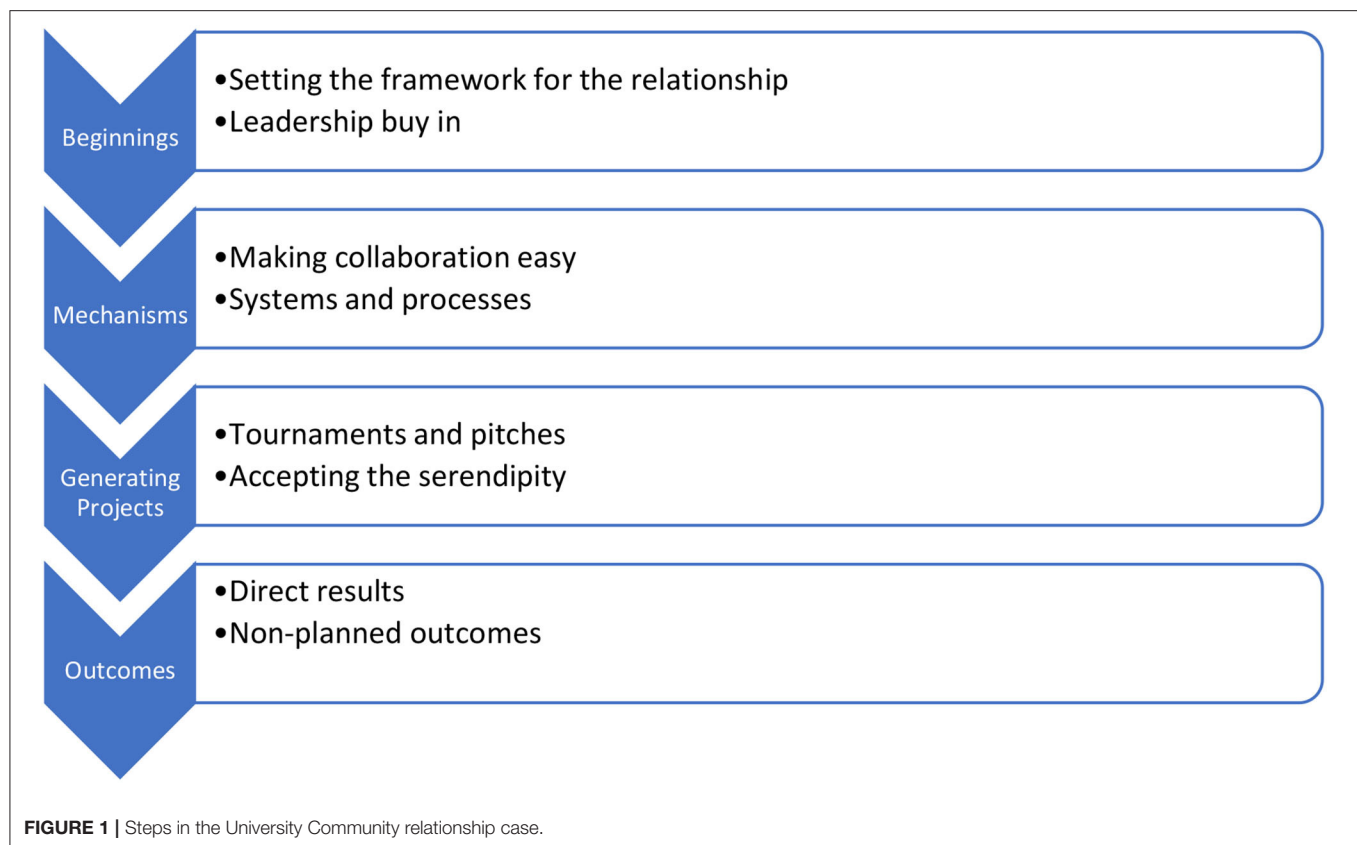 Beginnings
•Setting the framework for the relationship
•Leadership buy in
Mechanisms
•Making collaboration easy
•Systems and processes
Generating
Projects
•Tournaments and pitches
•Accepting the serendipity
Outcomes
•Direct results
•Non-planned outcomes
FIGURE 1 | Steps in the University Community relationship case.